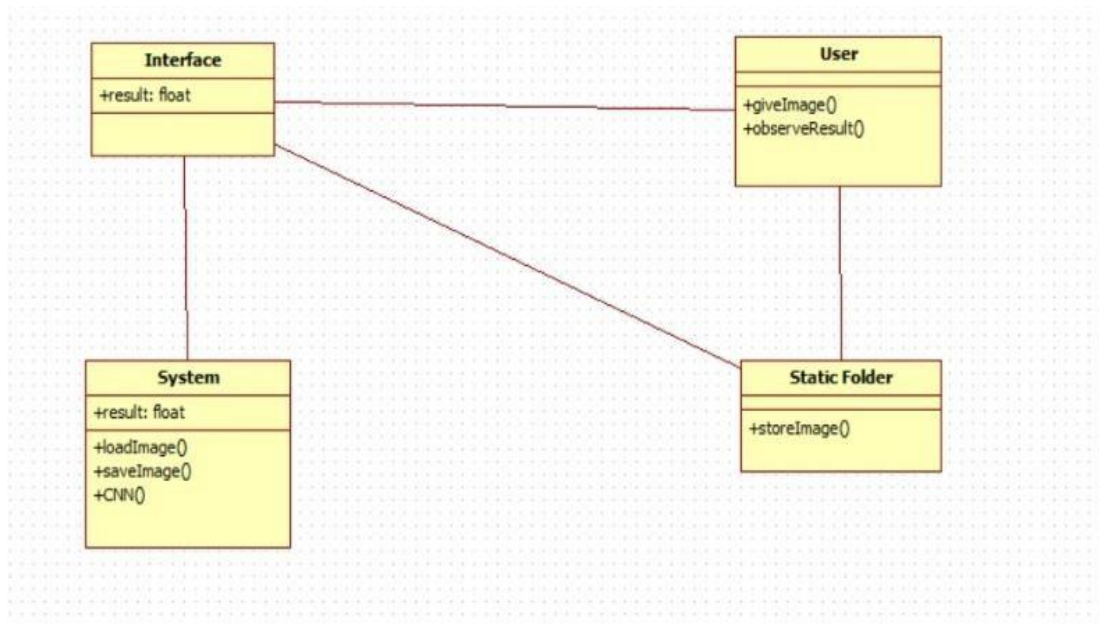 Interface
+result: float
User
+giveImage()
+observeResult()
System
+result: float
+loadImage()
+saveImage()
+CNN()
Static Folder
+storeImage()